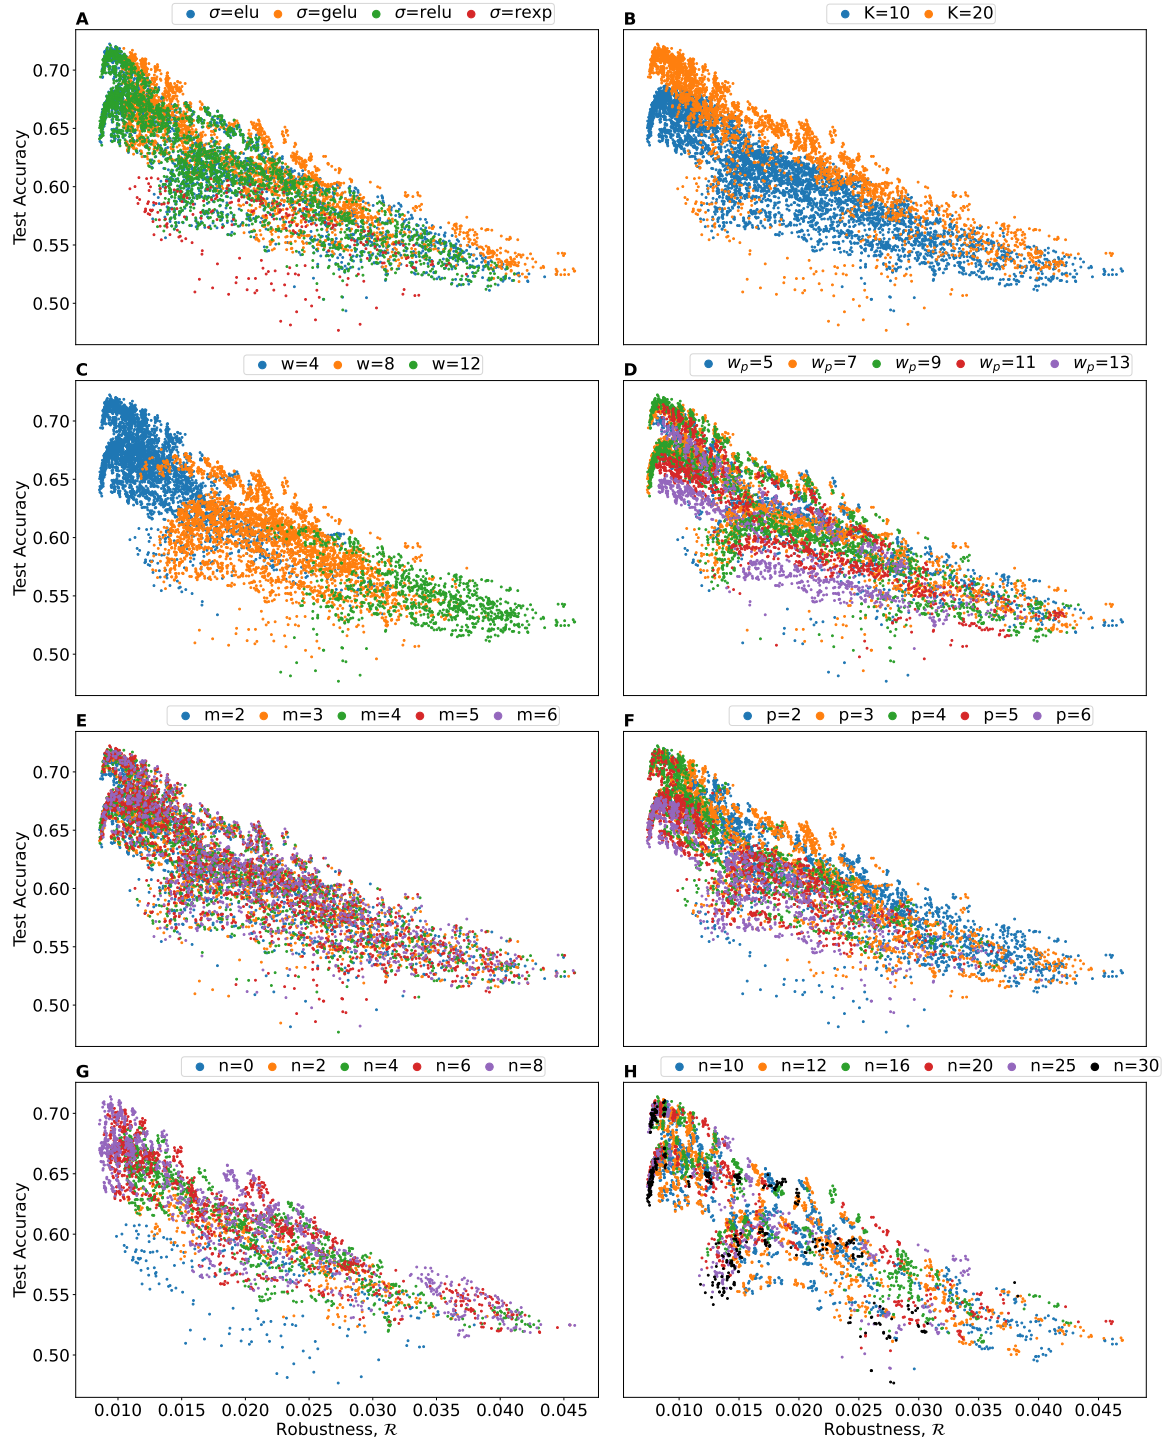 A
σ=elu σ=gelu σ=relu σ=rexp
B
K=10 K=20
Test Accuracy
0.70
0.65
0.60
0.55
0.50
C
w=4 w=8 w=12
D
w_p=5 w_p=7 w_p=9 w_p=11 w_p=13
Test Accuracy
0.70
0.65
0.60
0.55
0.50
E
m=2 m=3 m=4 m=5 m=6
F
p=2 p=3 p=4 p=5 p=6
Test Accuracy
0.70
0.65
0.60
0.55
0.50
G
n=0 n=2 n=4 n=6 n=8
H
n=10 n=12 n=16 n=20 n=25 n=30
Test Accuracy
0.70
0.65
0.60
0.55
0.50
0.010 0.015 0.020 0.025 0.030 0.035 0.040 0.045
Robustness, ℛ
0.010 0.015 0.020 0.025 0.030 0.035 0.040 0.045
Robustness, ℛ